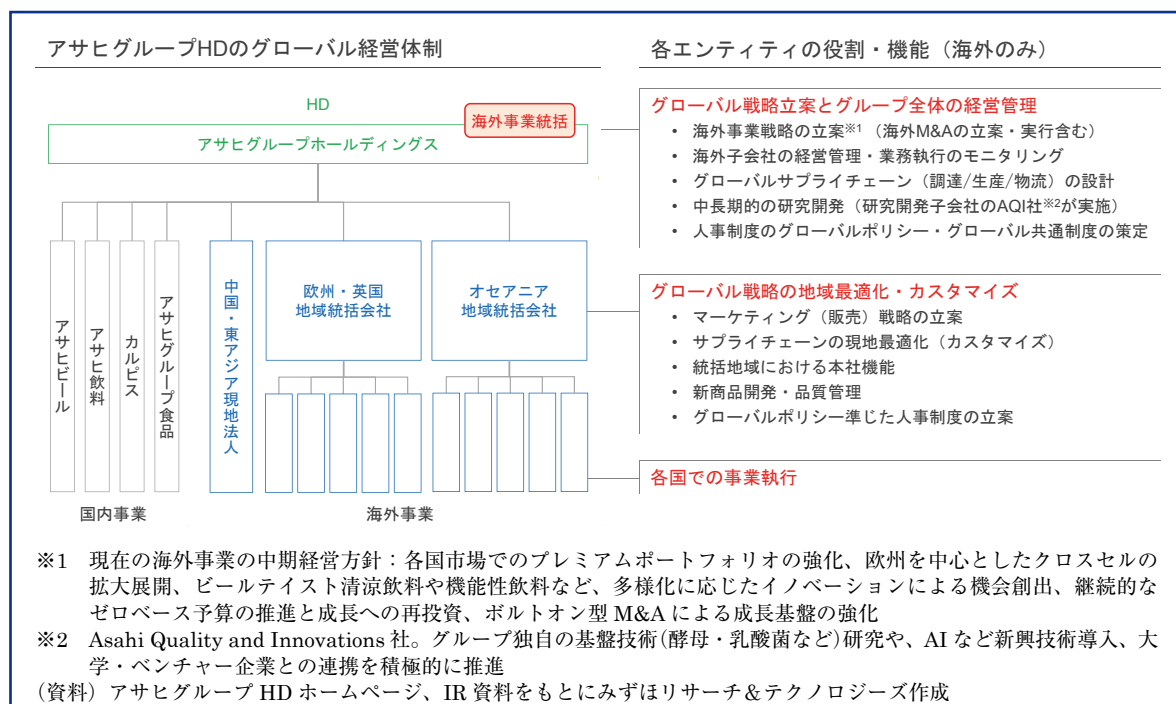 アサヒグループHDのグローバル経営体制
HD
海外事業統括
アサヒグループホールディングス
アサヒビール
アサヒ飲料
カルピス
アサヒグループ食品
中国・東アジア現地法人
欧州・英国
地域統括会社
オセアニア
地域統括会社
国内事業
海外事業
各エンティティの役割・機能（海外のみ）
グローバル戦略立案とグループ全体の経営管理
• 海外事業戦略の立案※1（海外M&Aの立案・実行含む）
• 海外子会社の経営管理・業務執行のモニタリング
• グローバルサプライチェーン（調達/生産/物流）の設計
• 中長期的の研究開発（研究開発子会社のAQI社※2が実施）
• 人事制度のグローバルポリシー・グローバル共通制度の策定
グローバル戦略の地域最適化・カスタマイズ
• マーケティング（販売）戦略の立案
• サプライチェーンの現地最適化（カスタマイズ）
• 統括地域における本社機能
• 新商品開発・品質管理
• グローバルポリシー準じた人事制度の立案
各国での事業執行
※1　現在の海外事業の中期経営方針：各国市場でのプレミアムポートフォリオの強化、欧州を中心としたクロスセルの
拡大展開、ビールテイスト清涼飲料や機能性飲料など、多様化に応じたイノベーションによる機会創出、継続的な
ゼロベース予算の推進と成長への再投資、ボルトオン型 M&A による成長基盤の強化
※2　Asahi Quality and Innovations 社。グループ独自の基盤技術(酵母・乳酸菌など)研究や、AI など新興技術導入、大
学・ベンチャー企業との連携を積極的に推進
（資料）アサヒグループ HD ホームページ、IR 資料をもとにみずほリサーチ＆テクノロジーズ作成